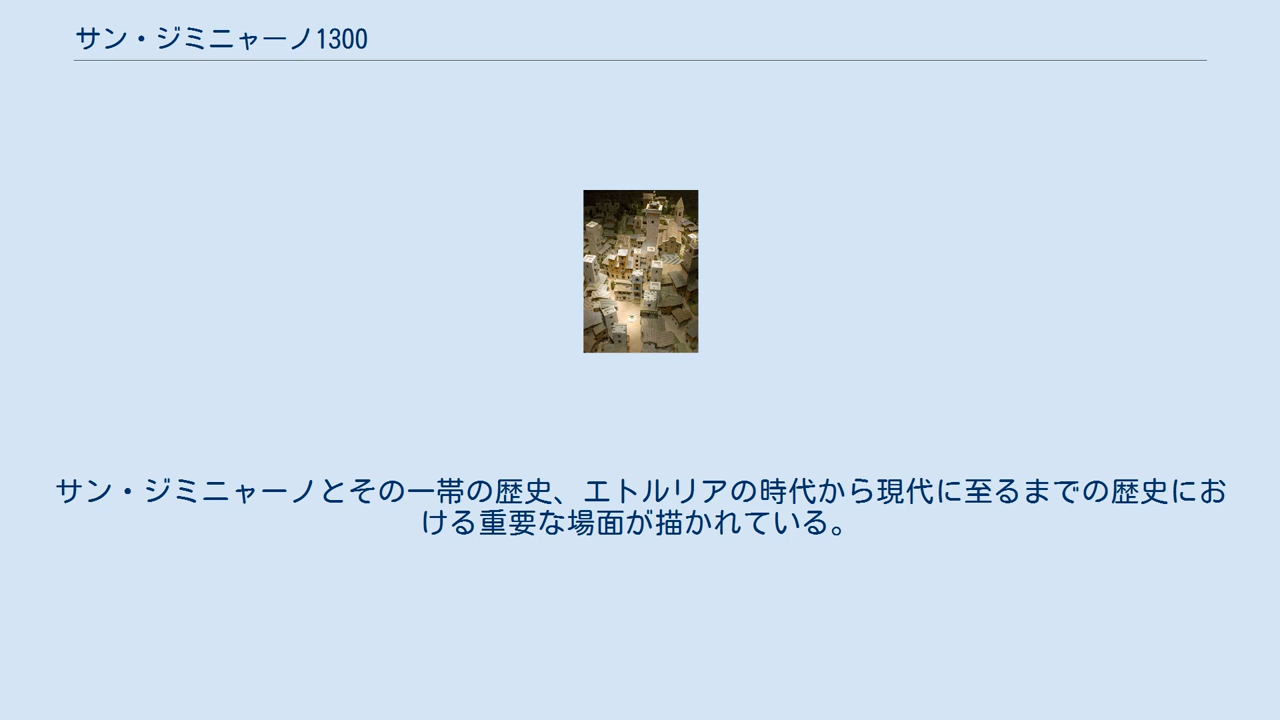 サン・ジミニャーノ1300
サン・ジミニャーノとその一帯の歴史、エトルリアの時代から現代に至るまでの歴史にお
ける重要な場面が描かれている。